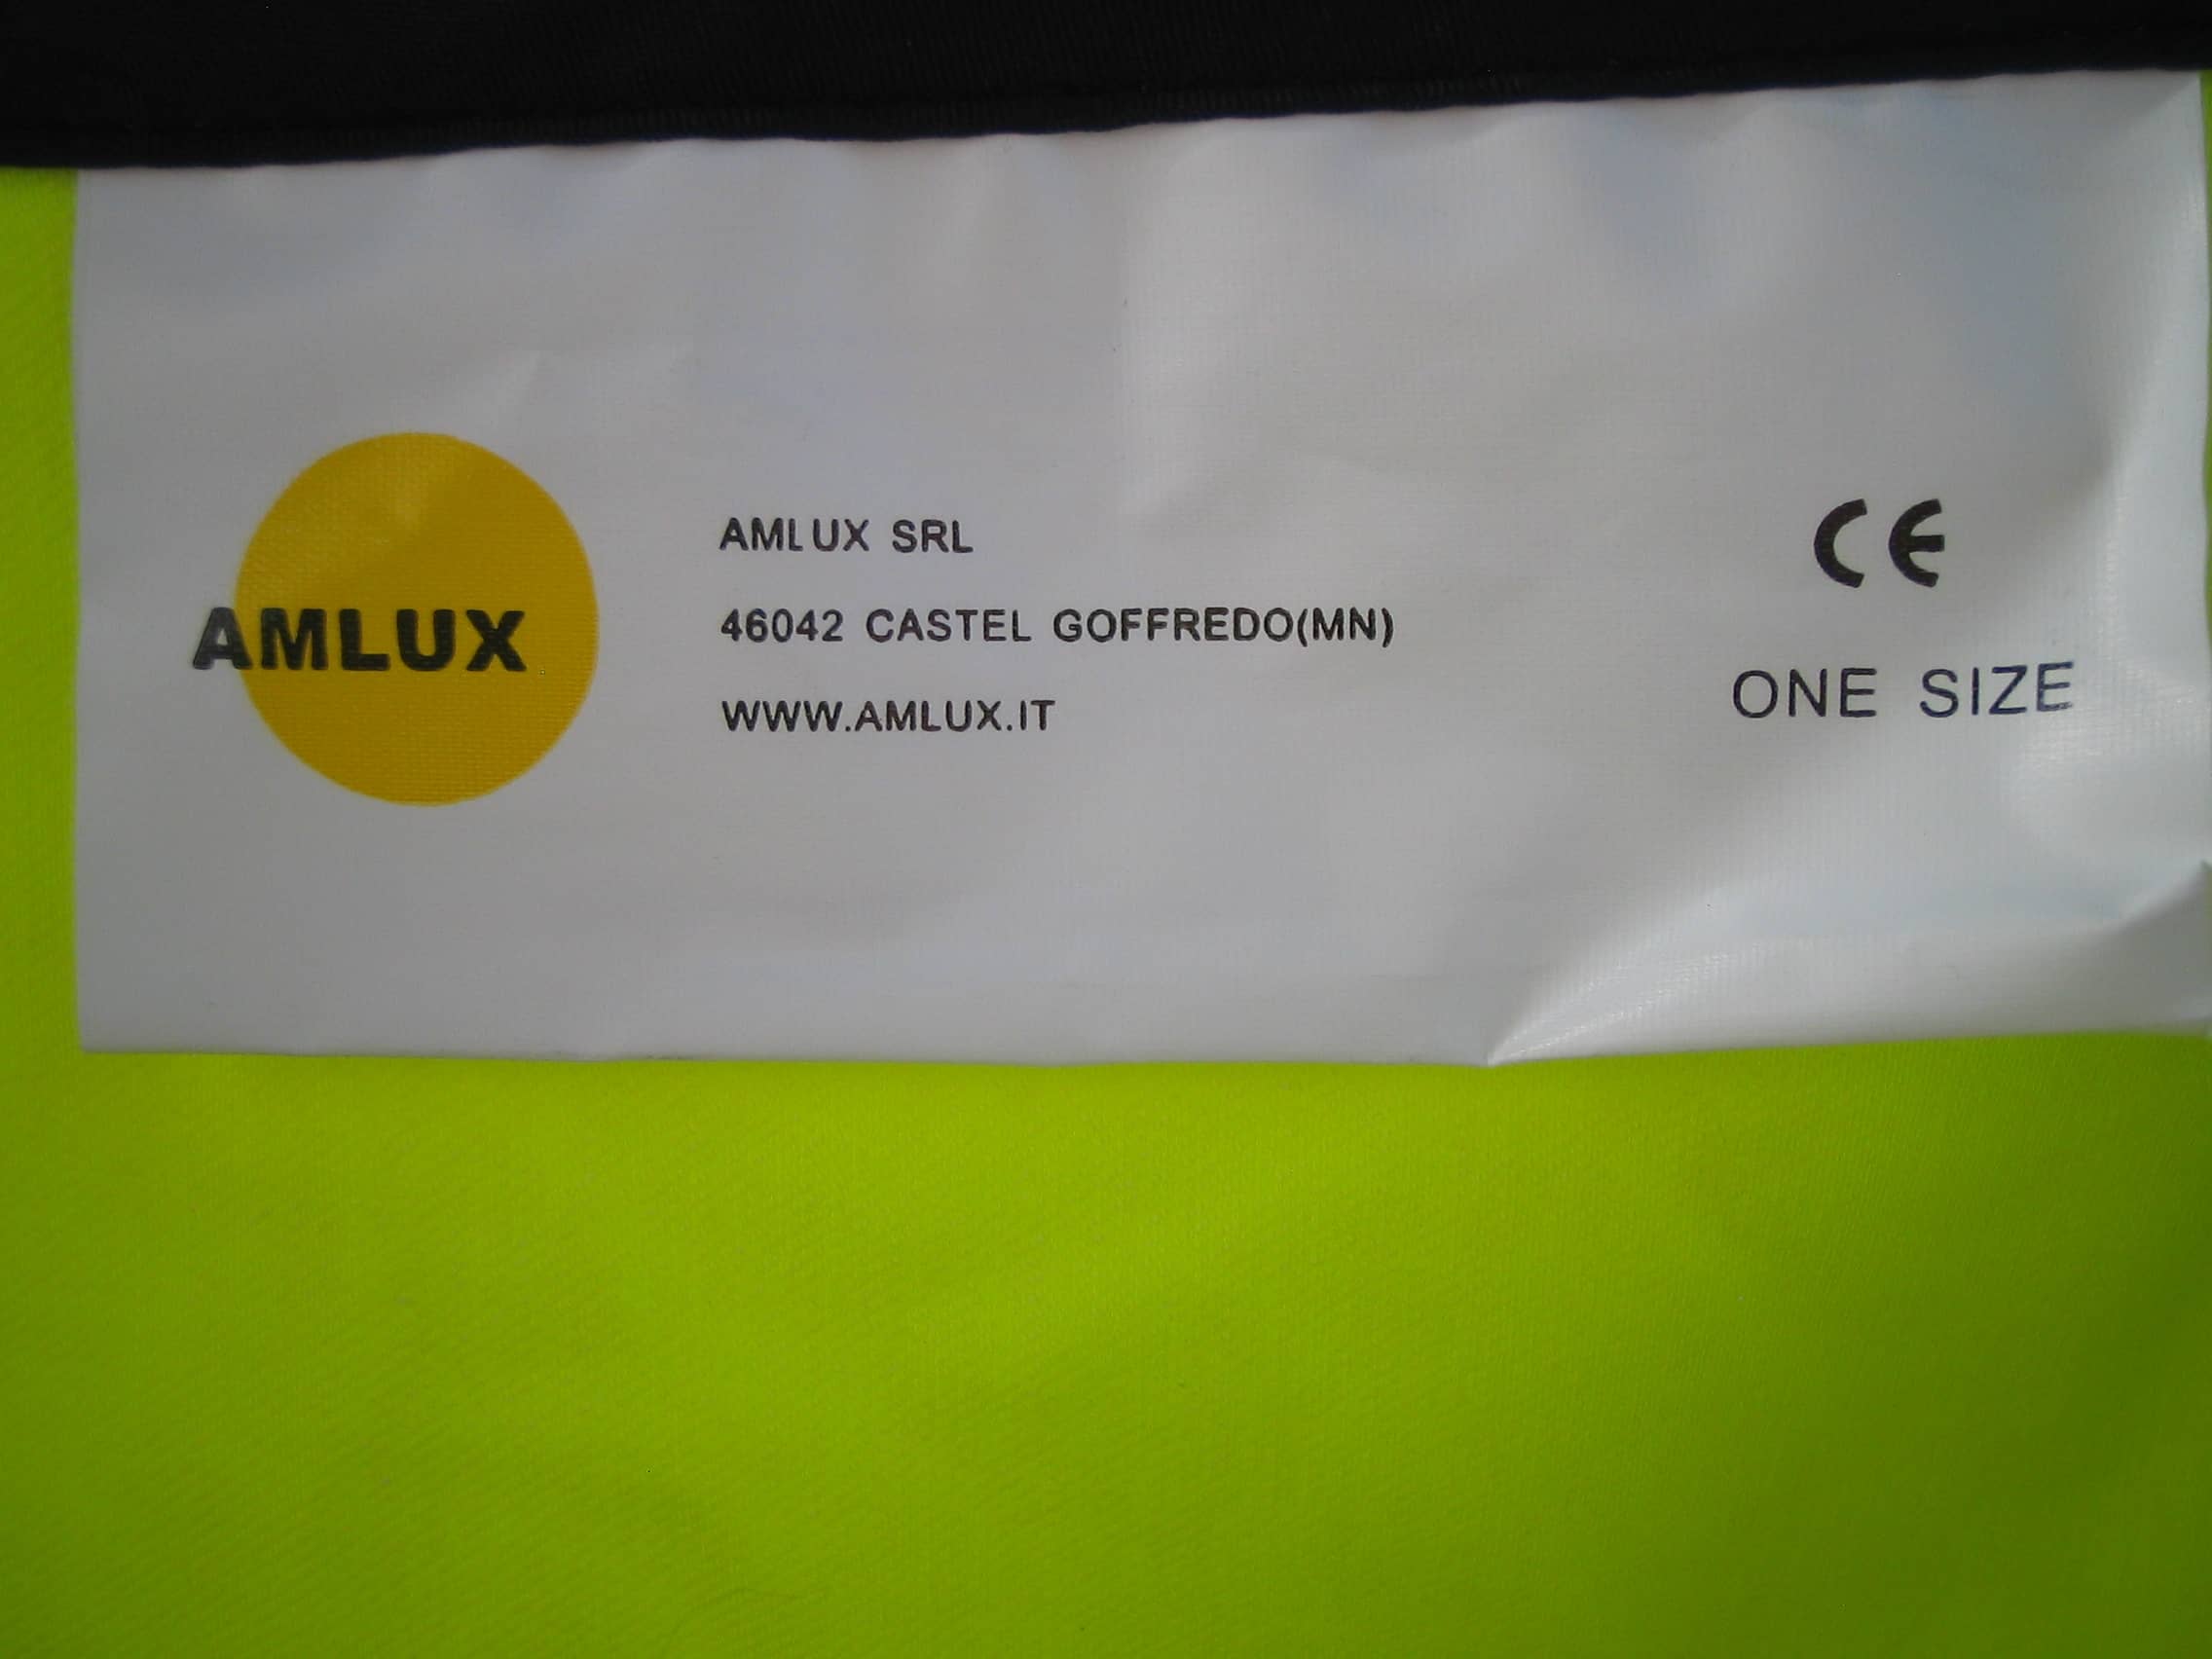 AMLUX
AMLUX SRL
46042 CASTEL GOFFREDO(MN)
WWW.AMLUX.IT
CE
ONE SIZE